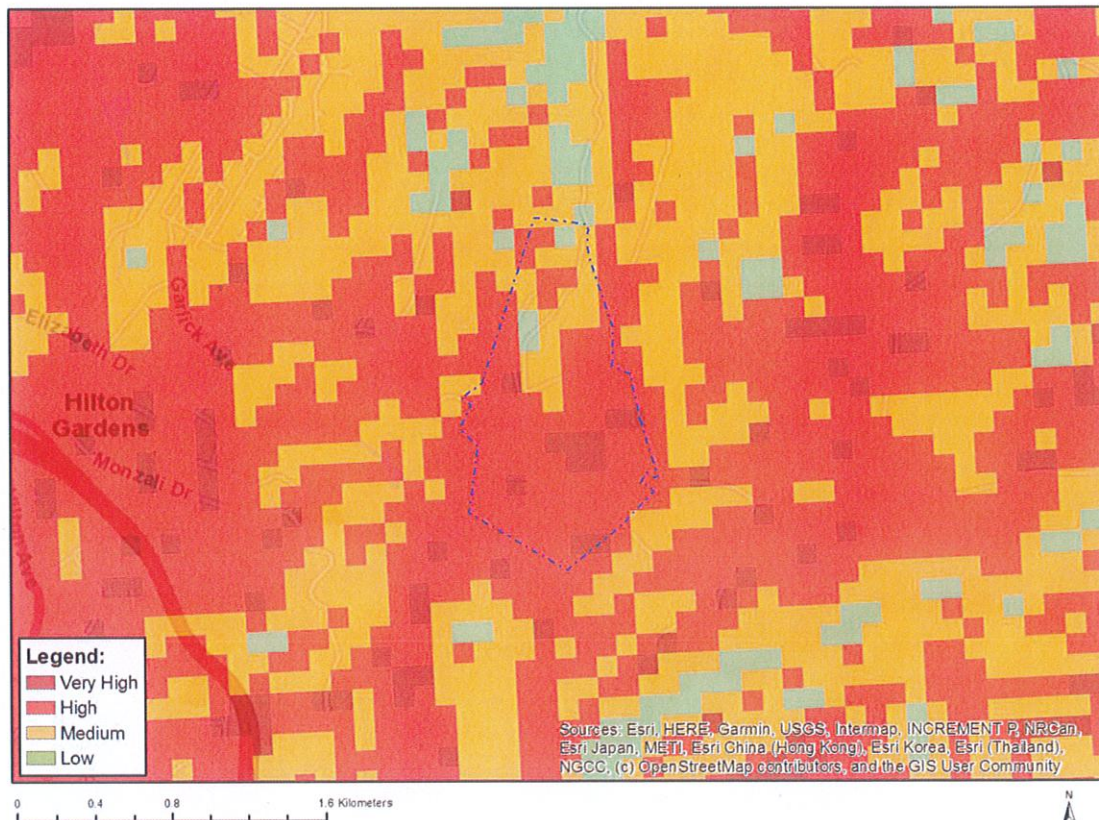 Garlick Ave
Elizabeth Dr
Hilton
Gardens
Monzali Dr
Legend:
Very High
High
Medium
Low
Sources: Esri, HERE, Garmin, USGS, Intermap, INCREMENT P, NRCan,
Esri Japan, METI, Esri China (Hong Kong), Esri Korea, Esri (Thailand),
NGCC, (c) OpenStreetMap contributors, and the GIS User Community
0 0.4 0.8 1.6 Kilometers
N